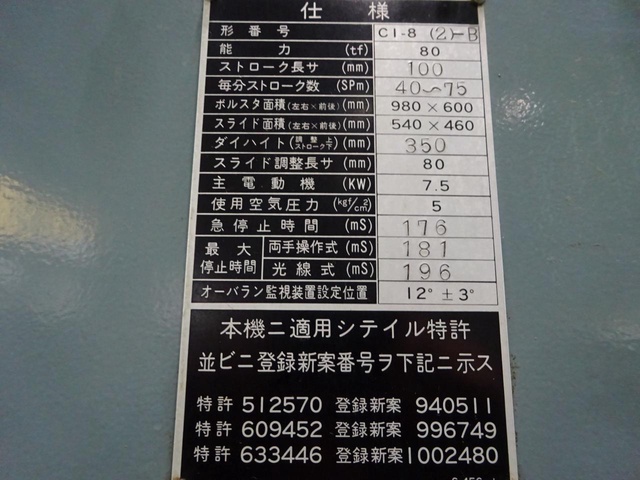 仕様
形番号 C1-8 (2)-B
能力 (tf) 80
ストローク長サ (mm) 100
毎分ストローク数 (SPm) 40〜75
ボルスタ面積(左右×前後) (mm) 980×600
スライド面積(左右×前後) (mm) 540×460
ダイハイト(調整上ストローク下) (mm) 350
スライド調整長サ (mm) 80
主電動機 (KW) 7.5
使用空気圧力 (kgf/cm2) 5
急停止時間 (mS) 176
最大停止時間 両手操作式 (mS) 181
光線式 (mS) 196
オーバラン監視装置設定位置 12°±3°
本機ニ適用シテイル特許
並ビニ登録新案番号ヲ下記ニ示ス
特許 512570 登録新案 940511
特許 609452 登録新案 996749
特許 633446 登録新案 1002480